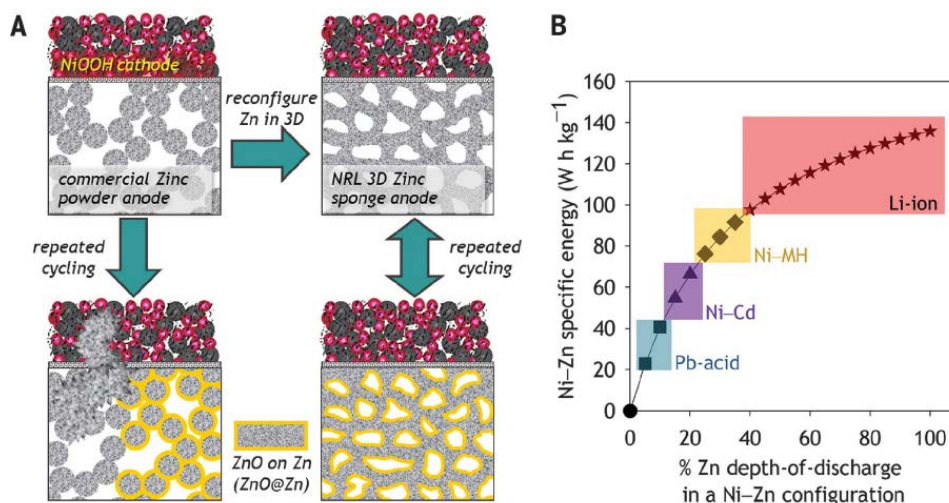 A
NiOOH cathode
commercial Zinc
powder anode
reconfigure
Zn in 3D
NRL 3D Zinc
sponge anode
repeated
cycling
repeated
cycling
ZnO on Zn
(ZnO@Zn)
B
Ni–Zn specific energy (W h kg⁻¹)
160
140
120
100
80
60
40
20
0
Li-ion
Ni–MH
Ni–Cd
Pb-acid
0 20 40 60 80 100
% Zn depth-of-discharge
in a Ni–Zn configuration